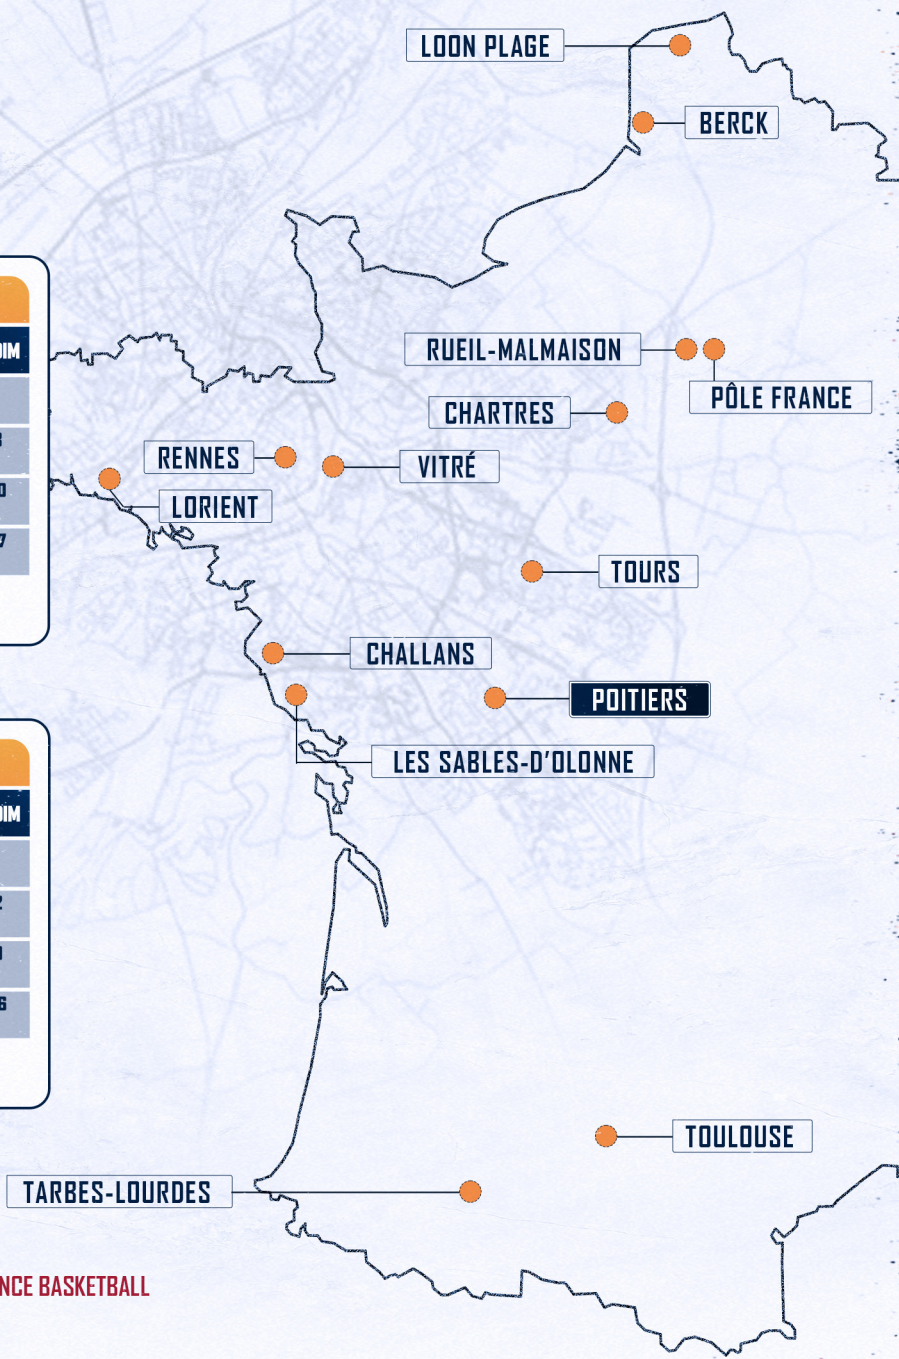 LOON PLAGE
BERCK
RUEIL-MALMAISON
PÔLE FRANCE
CHARTRES
RENNES
VITRÉ
LORIENT
TOURS
CHALLANS
POITIERS
LES SABLES-D'OLONNE
TOULOUSE
TARBES-LOURDES
BASKETBALL